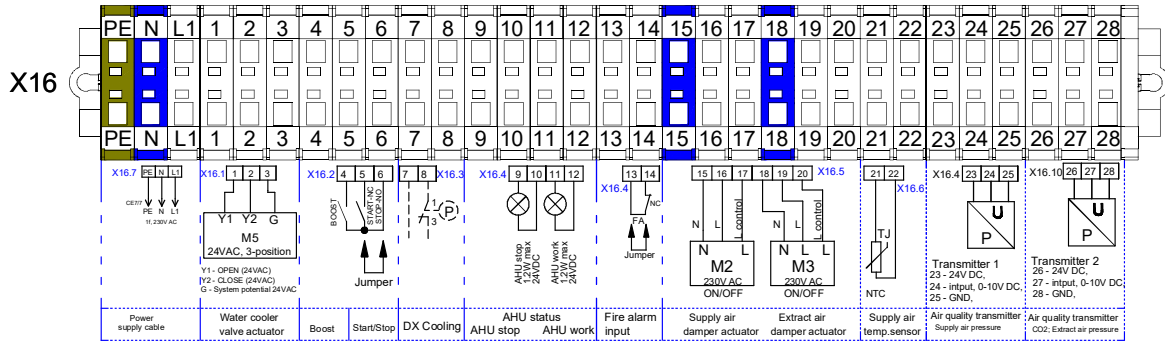 PE N L1 1 2 3 4 5 6 7 8 9 10 11 12 13 14 15 16 17 18 19 20 21 22 23 24 25 26 27 28
X16
PE N L1 1 2 3 4 5 6 7 8 9 10 11 12 13 14 15 16 17 18 19 20 21 22 23 24 25 26 27 28
X16.7 PE N L1
CE7/7
PE N L1
1f, 230V AC
Power
supply cable
X16.1 1 2 3
Y1 Y2 G
M5
24VAC, 3-position
Y1 - OPEN (24VAC)
Y2 - CLOSE (24VAC)
G - System potential 24VAC
Water cooler
valve actuator
X16.2 4 5 6
BOOST
START-NC
STOP-NO
Jumper
Boost
Start/Stop
7 8 X16.3
1
3
P
DX Cooling
X16.4 9 10 11 12
AHU stop
1,2W max
24VDC
AHU work
1,2W max
24VDC
AHU status
AHU stop AHU work
13 14
X16.4
NC
FA
Jumper
Fire alarm
input
15 16 17 18 19 20 X16.5
N L L control
N L
M2
230V AC
ON/OFF
N L L control
N L
M3
230V AC
ON/OFF
Supply air
damper actuator
Extract air
damper actuator
21 22
X16.6
TJ
NTC
Supply air
temp.sensor
X16.4 23 24 25
U
P
Transmitter 1
23 - 24V DC,
24 - intput, 0-10V DC,
25 - GND,
Air quality transmitter
Supply air pressure
X16.10 26 27 28
U
P
Transmitter 2
26 - 24V DC,
27 - intput, 0-10V DC,
28 - GND,
Air quality transmitter
CO2; Extract air pressure